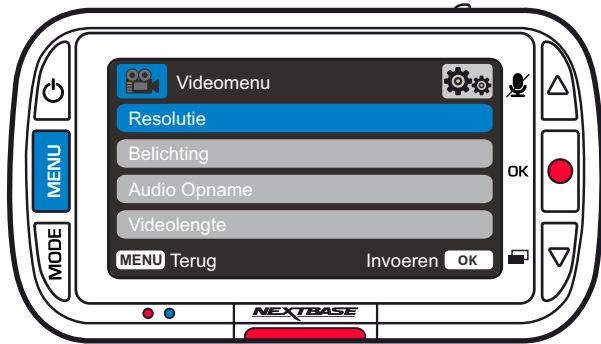 Videomenu
Resolutie
Belichting
Audio Opname
Videolengte
MENU Terug Invoeren OK
MENU
MODE
OK
NEXTBASE